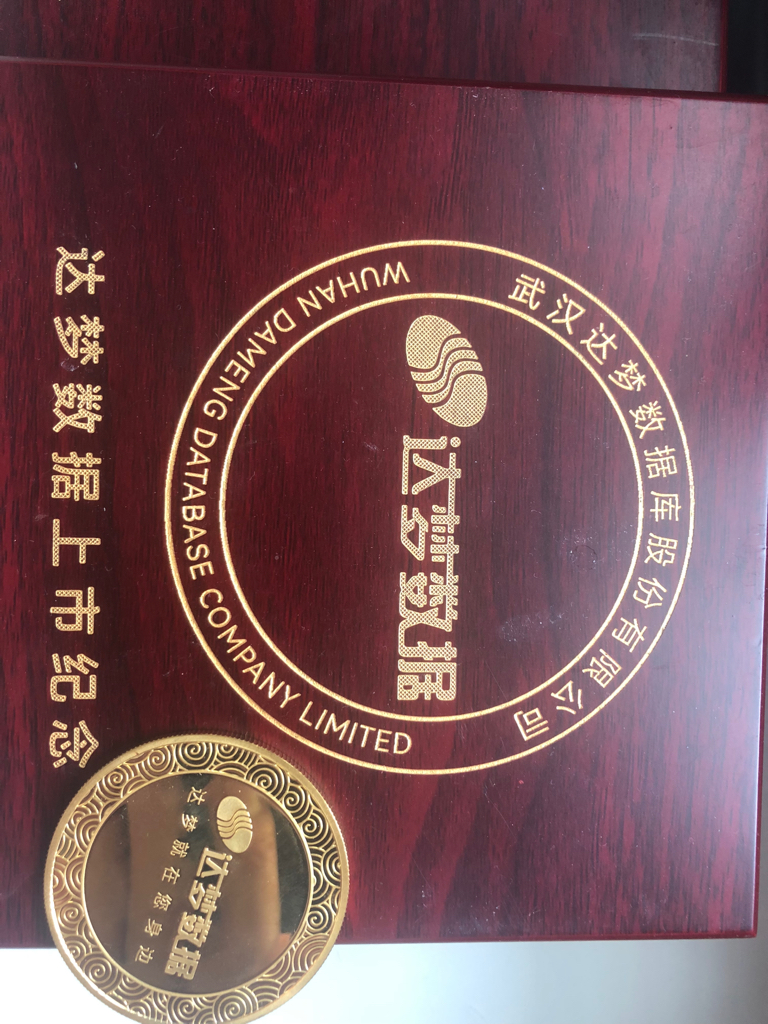 武汉达梦数据库股份有限公司
达梦数据
WUHAN DAMENG DATABASE COMPANY LIMITED
达梦数据上市纪念
达梦数据
达梦就在您身边